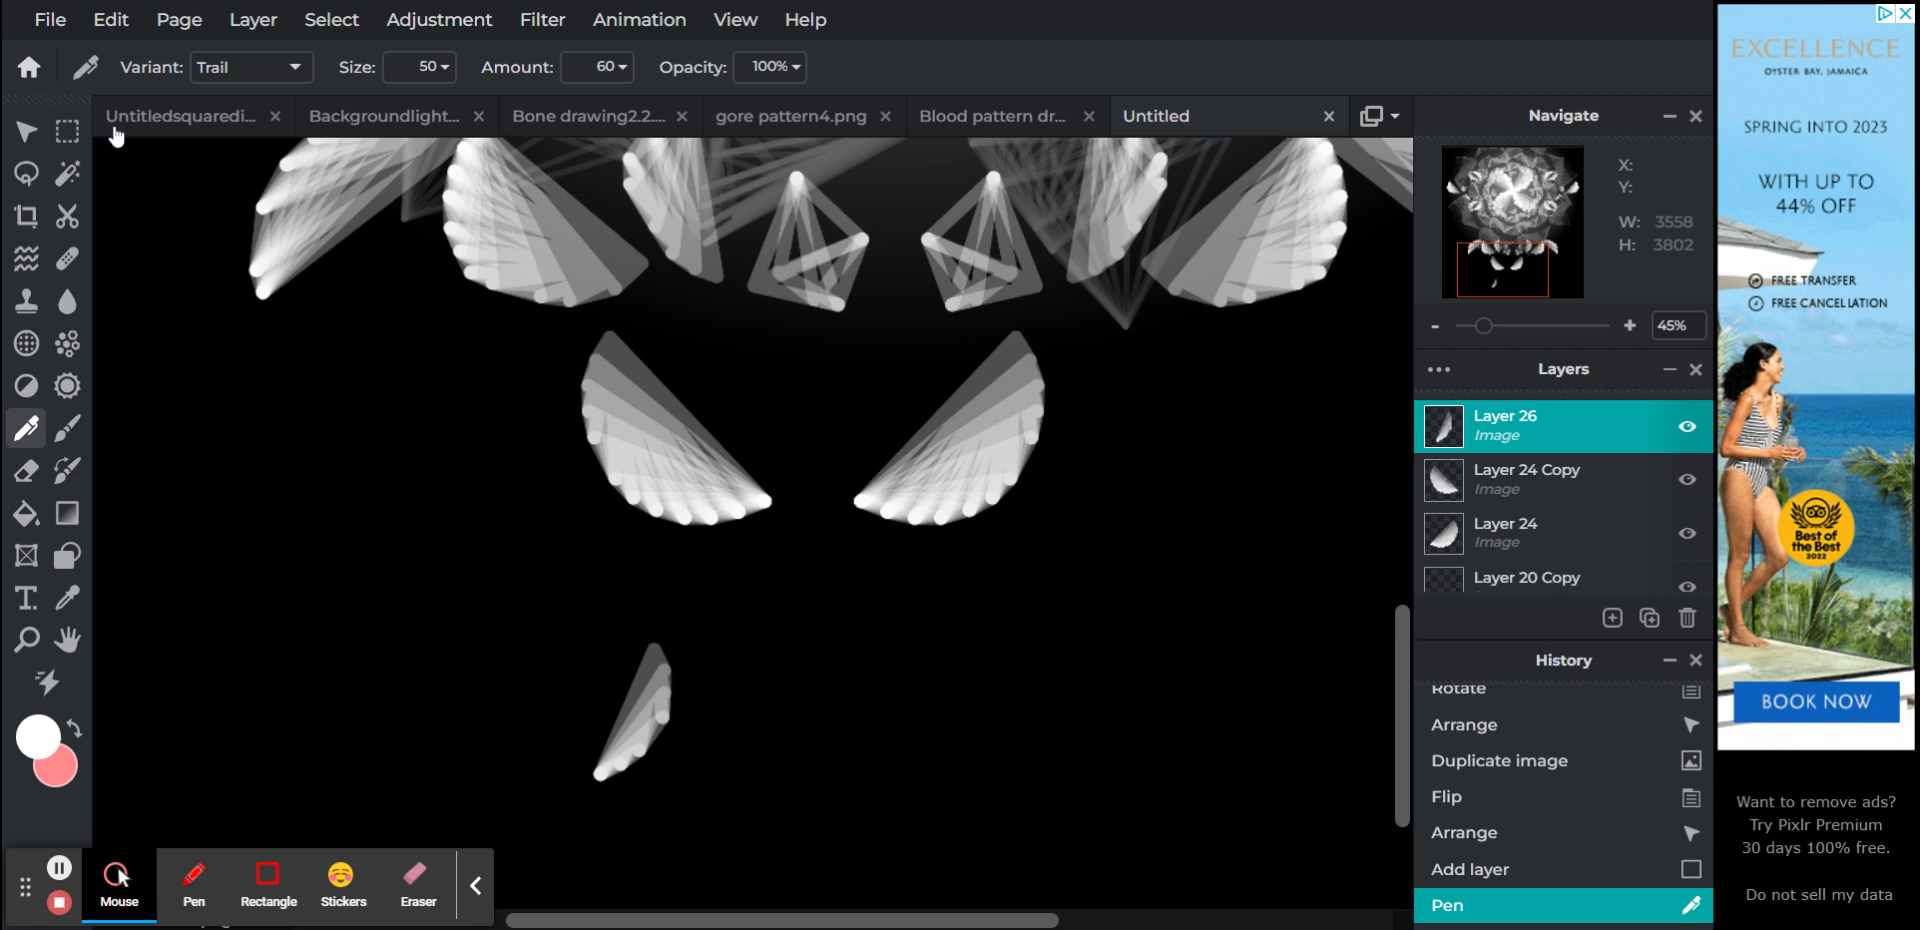 File Edit Page Layer Select Adjustment Filter Animation View Help
Variant: Trail Size: 50 Amount: 60 Opacity: 100%
Untitledsquaredi... Backgroundlight... Bone drawing2.2.... gore pattern4.png Blood pattern dr... Untitled
Navigate
X:
Y:
W: 3558
H: 3802
- + 45%
Layers
Layer 26
Image
Layer 24 Copy
Image
Layer 24
Image
Layer 20 Copy
History
Rotate
Arrange
Duplicate image
Flip
Arrange
Add layer
Pen
Mouse Pen Rectangle Stickers Eraser
EXCELLENCE
OYSTER BAY, JAMAICA
SPRING INTO 2023
WITH UP TO
44% OFF
FREE TRANSFER
FREE CANCELLATION
Best of
the Best
2022
BOOK NOW
Want to remove ads?
Try Pixlr Premium
30 days 100% free.
Do not sell my data